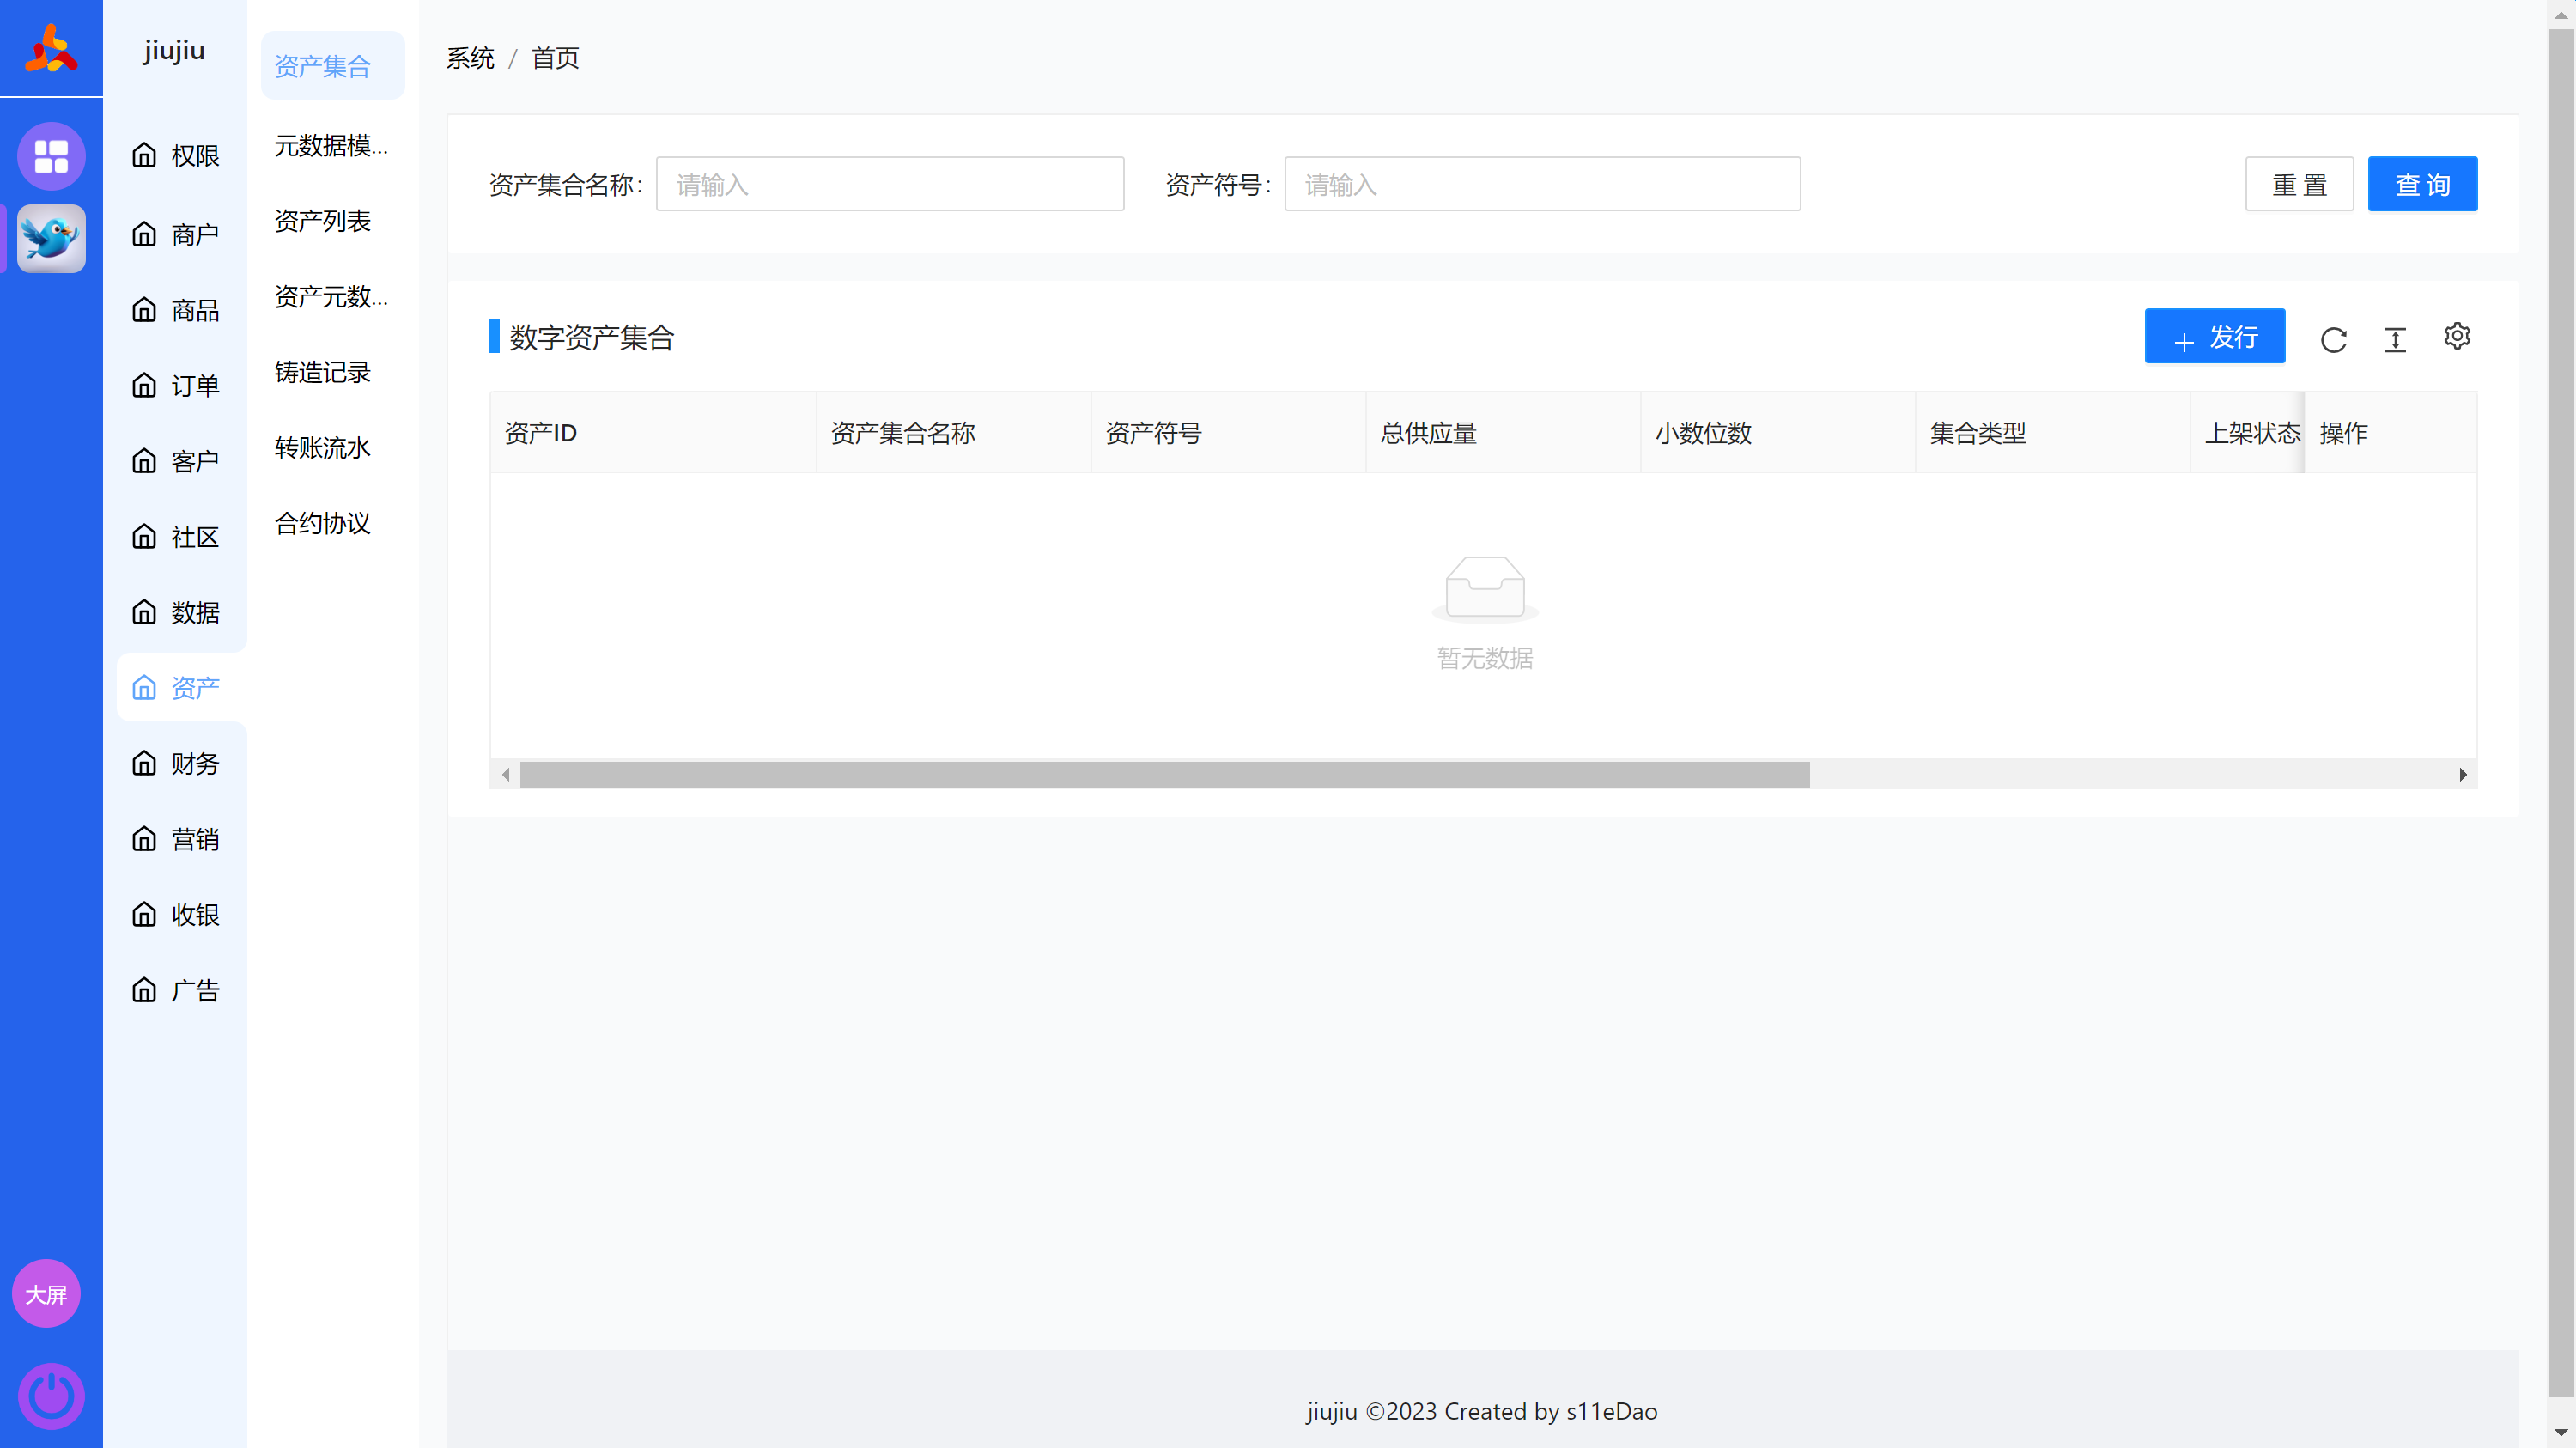 jiujiu
权限
商户
商品
订单
客户
社区
数据
资产
财务
营销
收银
广告
大屏
资产集合
元数据模...
资产列表
资产元数...
铸造记录
转账流水
合约协议
系统 / 首页
资产集合名称: 请输入 资产符号: 请输入 重 置 查 询
数字资产集合 发行
资产ID 资产集合名称 资产符号 总供应量 小数位数 集合类型 上架状态 操作
暂无数据
jiujiu ©2023 Created by s11eDao